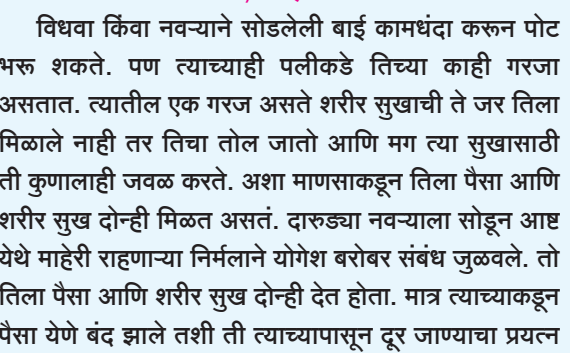 विधवा किंवा नवऱ्याने सोडलेली बाई कामधंदा करून पोट
भरू शकते. पण त्याच्याही पलीकडे तिच्या काही गरजा
असतात. त्यातील एक गरज असते शरीर सुखाची ते जर तिला
मिळाले नाही तर तिचा तोल जातो आणि मग त्या सुखासाठी
ती कुणालाही जवळ करते. अशा माणसाकडून तिला पैसा आणि
शरीर सुख दोन्ही मिळत असतं. दारुड्या नवऱ्याला सोडून आष्ट
येथे माहेरी राहणाऱ्या निर्मलाने योगेश बरोबर संबंध जुळवले. तो
तिला पैसा आणि शरीर सुख दोन्ही देत होता. मात्र त्याच्याकडून
पैसा येणे बंद झाले तशी ती त्याच्यापासून दूर जाण्याचा प्रयत्न